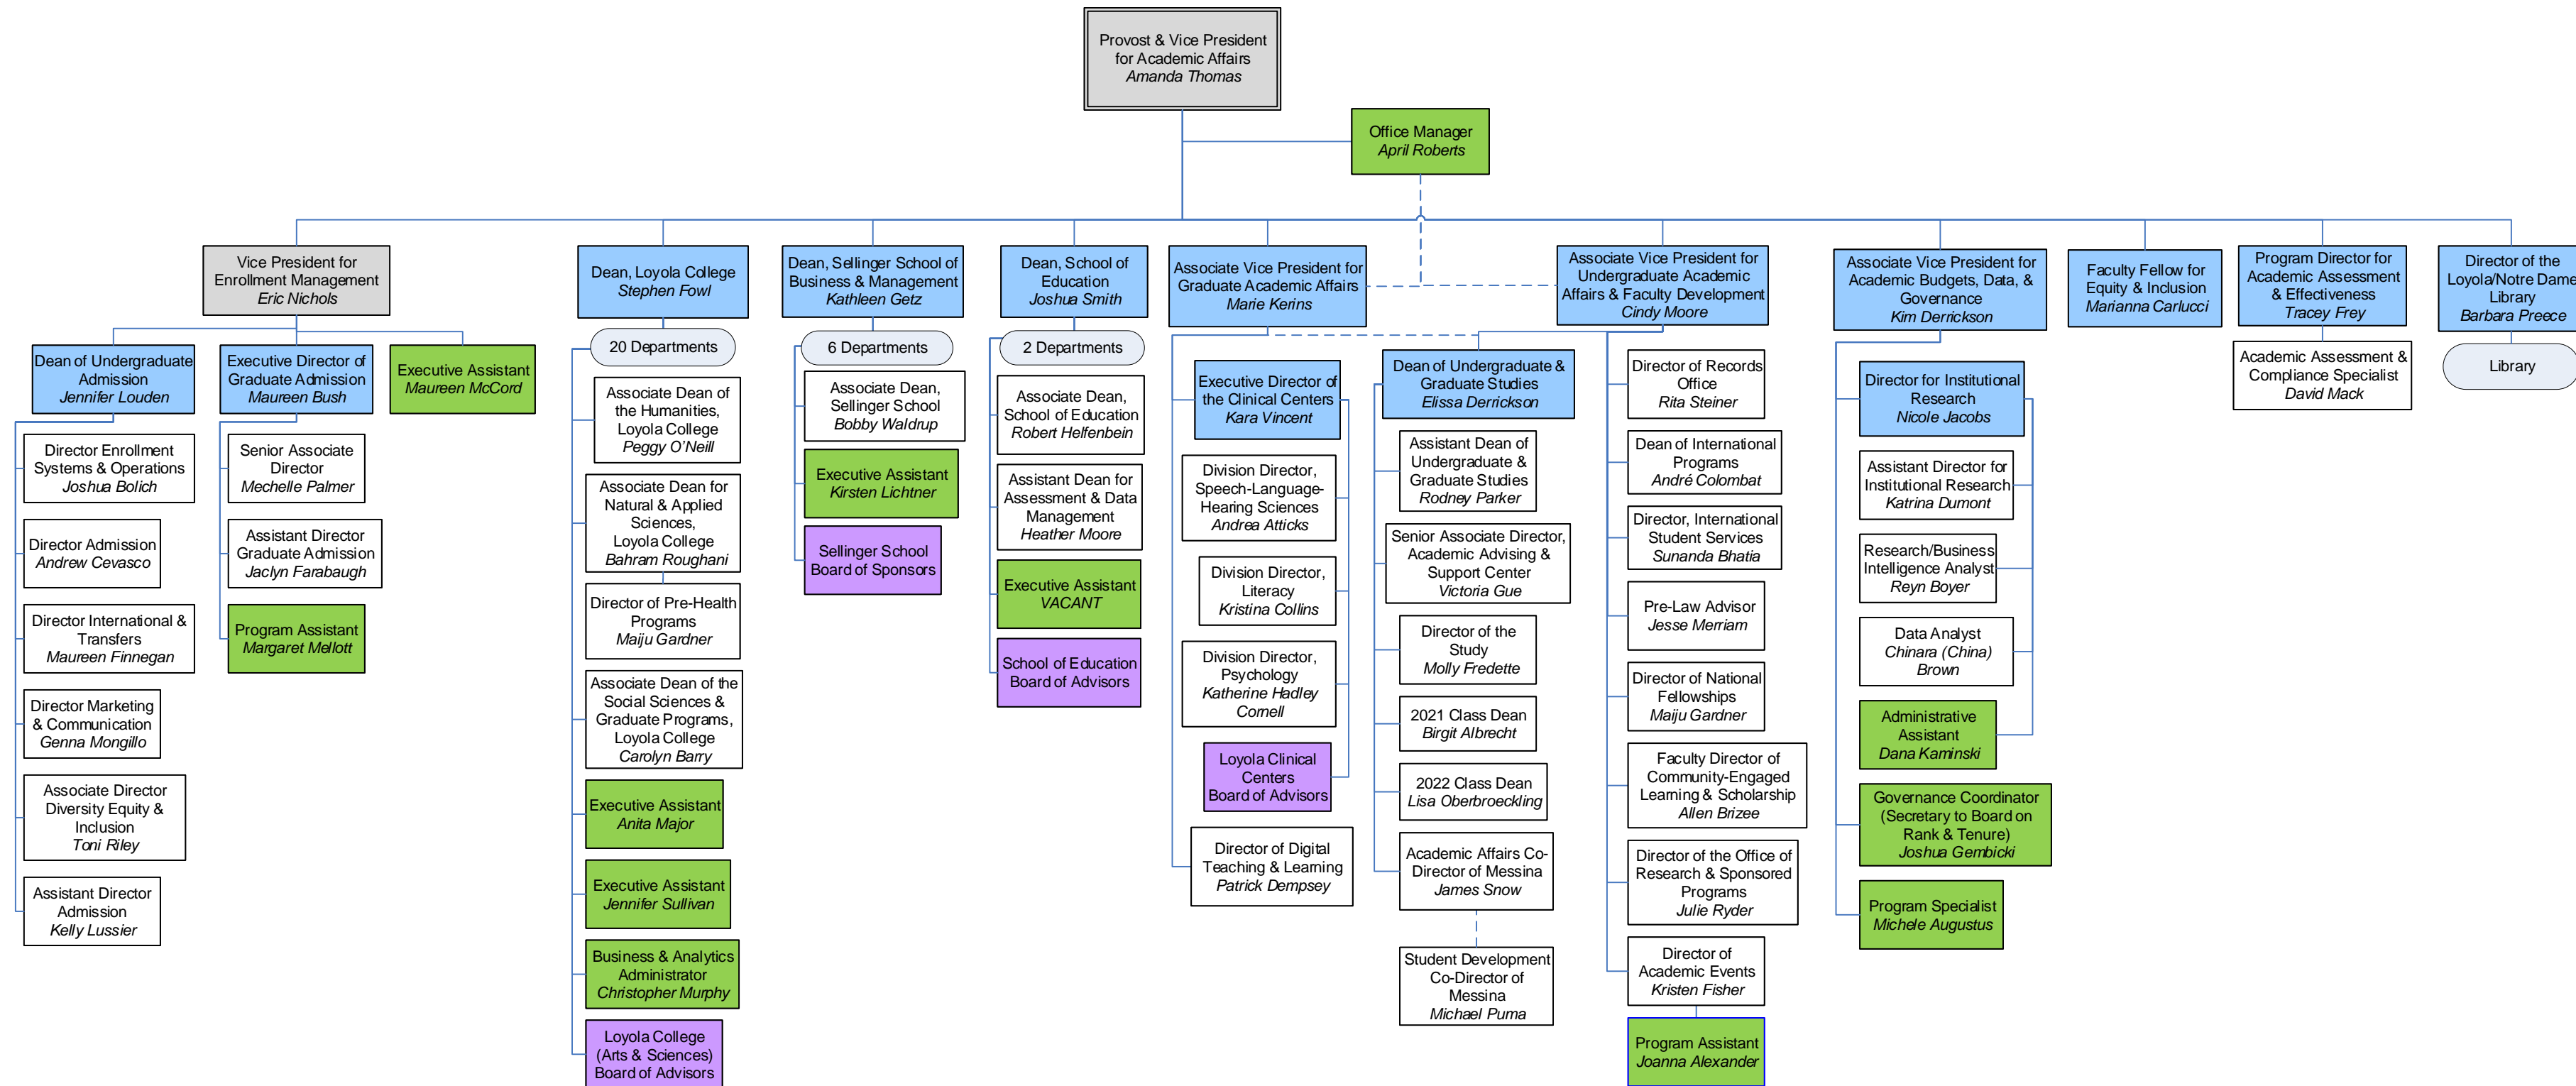 Provost & Vice President
for Academic Affairs
Amanda Thomas
Office Manager
April Roberts
Vice President for
Enrollment Management
Eric Nichols
Dean of Undergraduate
Admission
Jennifer Louden
Director Enrollment
Systems & Operations
Joshua Bolich
Director Admission
Andrew Cevasco
Director International &
Transfers
Maureen Finnegan
Director Marketing
& Communication
Genna Mongillo
Associate Director
Diversity Equity &
Inclusion
Toni Riley
Assistant Director
Admission
Kelly Lussier
Executive Director of
Graduate Admission
Maureen Bush
Senior Associate
Director
Mechelle Palmer
Assistant Director
Graduate Admission
Jaclyn Farabaugh
Program Assistant
Margaret Mellott
Executive Assistant
Maureen McCord
Dean, Loyola College
Stephen Fowl
20 Departments
Associate Dean of
the Humanities,
Loyola College
Peggy O’Neill
Associate Dean for
Natural & Applied
Sciences,
Loyola College
Bahram Roughani
Director of Pre-Health
Programs
Maiju Gardner
Associate Dean of the
Social Sciences &
Graduate Programs,
Loyola College
Carolyn Barry
Executive Assistant
Anita Major
Executive Assistant
Jennifer Sullivan
Business & Analytics
Administrator
Christopher Murphy
Loyola College
(Arts & Sciences)
Board of Advisors
Dean, Sellinger School of
Business & Management
Kathleen Getz
6 Departments
Associate Dean,
Sellinger School
Bobby Waldrup
Executive Assistant
Kirsten Lichtner
Sellinger School
Board of Sponsors
Dean, School of
Education
Joshua Smith
2 Departments
Associate Dean,
School of Education
Robert Helfenbein
Assistant Dean for
Assessment & Data
Management
Heather Moore
Executive Assistant
VACANT
School of Education
Board of Advisors
Associate Vice President for
Graduate Academic Affairs
Marie Kerins
Executive Director of
the Clinical Centers
Kara Vincent
Division Director,
Speech-Language-
Hearing Sciences
Andrea Atticks
Division Director,
Literacy
Kristina Collins
Division Director,
Psychology
Katherine Hadley
Cornell
Loyola Clinical
Centers
Board of Advisors
Director of Digital
Teaching & Learning
Patrick Dempsey
Dean of Undergraduate &
Graduate Studies
Elissa Derrickson
Assistant Dean of
Undergraduate &
Graduate Studies
Rodney Parker
Senior Associate Director,
Academic Advising &
Support Center
Victoria Gue
Director of the
Study
Molly Fredette
2021 Class Dean
Birgit Albrecht
2022 Class Dean
Lisa Oberbroeckling
Academic Affairs Co-
Director of Messina
James Snow
Student Development
Co-Director of
Messina
Michael Puma
Associate Vice President for
Undergraduate Academic
Affairs & Faculty Development
Cindy Moore
Director of Records
Office
Rita Steiner
Dean of International
Programs
André Colombat
Director, International
Student Services
Sunanda Bhatia
Pre-Law Advisor
Jesse Merriam
Director of National
Fellowships
Maiju Gardner
Faculty Director of
Community-Engaged
Learning & Scholarship
Allen Brizee
Director of the Office of
Research & Sponsored
Programs
Julie Ryder
Director of
Academic Events
Kristen Fisher
Program Assistant
Joanna Alexander
Associate Vice President for
Academic Budgets, Data, &
Governance
Kim Derrickson
Director for Institutional
Research
Nicole Jacobs
Assistant Director for
Institutional Research
Katrina Dumont
Research/Business
Intelligence Analyst
Reyn Boyer
Data Analyst
Chinara (China)
Brown
Administrative
Assistant
Dana Kaminski
Governance Coordinator
(Secretary to Board on
Rank & Tenure)
Joshua Gembicki
Program Specialist
Michele Augustus
Faculty Fellow for
Equity & Inclusion
Marianna Carlucci
Program Director for
Academic Assessment
& Effectiveness
Tracey Frey
Academic Assessment &
Compliance Specialist
David Mack
Director of the
Loyola/Notre Dame
Library
Barbara Preece
Library